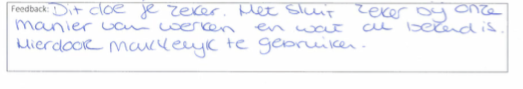 Feedback: Dit doe je zeker. Het sluit zeker bij onze
manier van werken en wat al bekend is.
Hierdoor makkelijk te gebruiken.